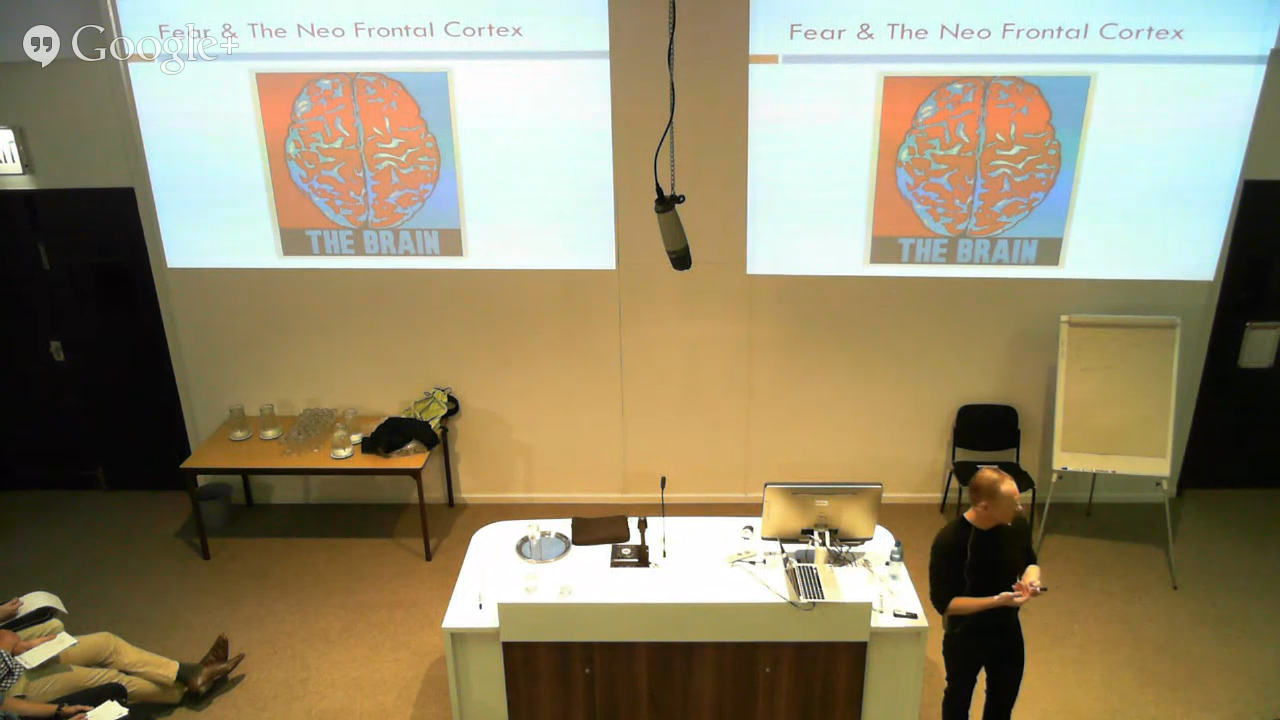 Google+
Fear & The Neo Frontal Cortex
THE BRAIN
Fear & The Neo Frontal Cortex
THE BRAIN